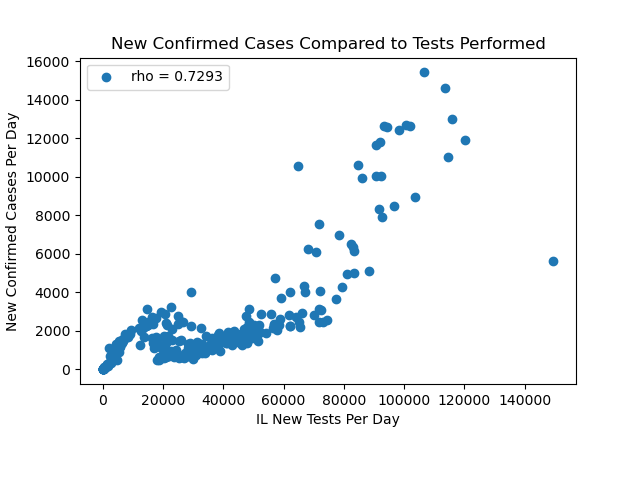 New Confirmed Cases Compared to Tests Performed
rho = 0.7293
16000
14000
12000
10000
8000
6000
4000
2000
0
New Confirmed Caeses Per Day
0 20000 40000 60000 80000 100000 120000 140000
IL New Tests Per Day